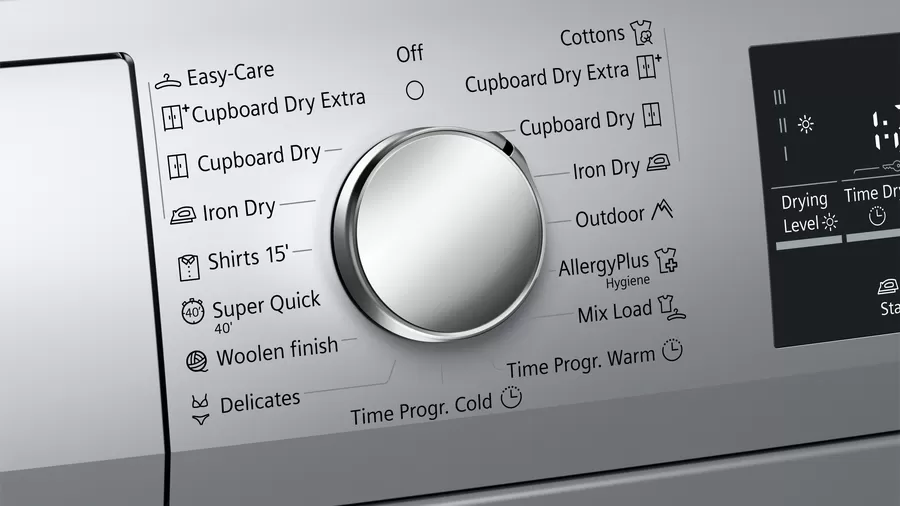 Off
Easy-Care
Cupboard Dry Extra
Cupboard Dry
Iron Dry
Shirts 15'
Super Quick
40'
40'
Woolen finish
Delicates
Cottons
Cupboard Dry Extra
Cupboard Dry
Iron Dry
Outdoor
AllergyPlus
Hygiene
Mix Load
Time Progr. Warm
Time Progr. Cold
Drying
Level
Time